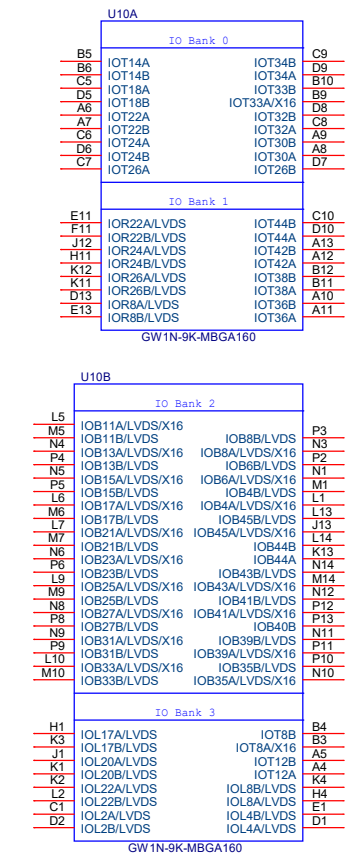 U10A
IO Bank 0
B5 IOT14A IOT34B C9
B6 IOT14B IOT34A D9
C5 IOT18A IOT33B B10
D5 IOT18B IOT33A/X16 B9
A6 IOT22A IOT32B D8
A7 IOT22B IOT32A C8
C6 IOT24A IOT30B A9
D6 IOT24B IOT30A A8
C7 IOT26A IOT26B D7
IO Bank 1
E11 IOR22A/LVDS IOT44B C10
F11 IOR22B/LVDS IOT44A D10
J12 IOR24A/LVDS IOT42B A13
H11 IOR24B/LVDS IOT42A A12
K12 IOR26A/LVDS IOT38B B12
K11 IOR26B/LVDS IOT38A B11
D13 IOR8A/LVDS IOT36B A10
E13 IOR8B/LVDS IOT36A A11
GW1N-9K-MBGA160
U10B
IO Bank 2
L5 IOB11A/LVDS/X16
M5 IOB11B/LVDS IOB8B/LVDS P3
N4 IOB13A/LVDS/X16 IOB8A/LVDS/X16 N3
P4 IOB13B/LVDS IOB6B/LVDS P2
N5 IOB15A/LVDS/X16 IOB6A/LVDS/X16 N1
P5 IOB15B/LVDS IOB4B/LVDS M1
L6 IOB17A/LVDS/X16 IOB4A/LVDS/X16 L1
M6 IOB17B/LVDS IOB45B/LVDS L13
L7 IOB21A/LVDS/X16 IOB45A/LVDS/X16 J13
M7 IOB21B/LVDS IOB44B L14
N6 IOB23A/LVDS/X16 IOB44A K13
P6 IOB23B/LVDS IOB43B/LVDS N14
L9 IOB25A/LVDS/X16 IOB43A/LVDS/X16 M14
M9 IOB25B/LVDS IOB41B/LVDS N12
N8 IOB27A/LVDS/X16 IOB41A/LVDS/X16 P12
P8 IOB27B/LVDS IOB40B P13
N9 IOB31A/LVDS/X16 IOB39B/LVDS N11
P9 IOB31B/LVDS IOB39A/LVDS/X16 P11
L10 IOB33A/LVDS/X16 IOB35B/LVDS P10
M10 IOB33B/LVDS IOB35A/LVDS/X16 N10
IO Bank 3
H1 IOL17A/LVDS IOT8B B4
K3 IOL17B/LVDS IOT8A/X16 B3
J1 IOL20A/LVDS IOT12B A5
K1 IOL20B/LVDS IOT12A A4
K2 IOL22A/LVDS IOL8B/LVDS K4
L2 IOL22B/LVDS IOL8A/LVDS H4
C1 IOL2A/LVDS IOL4B/LVDS E1
D2 IOL2B/LVDS IOL4A/LVDS D1
GW1N-9K-MBGA160